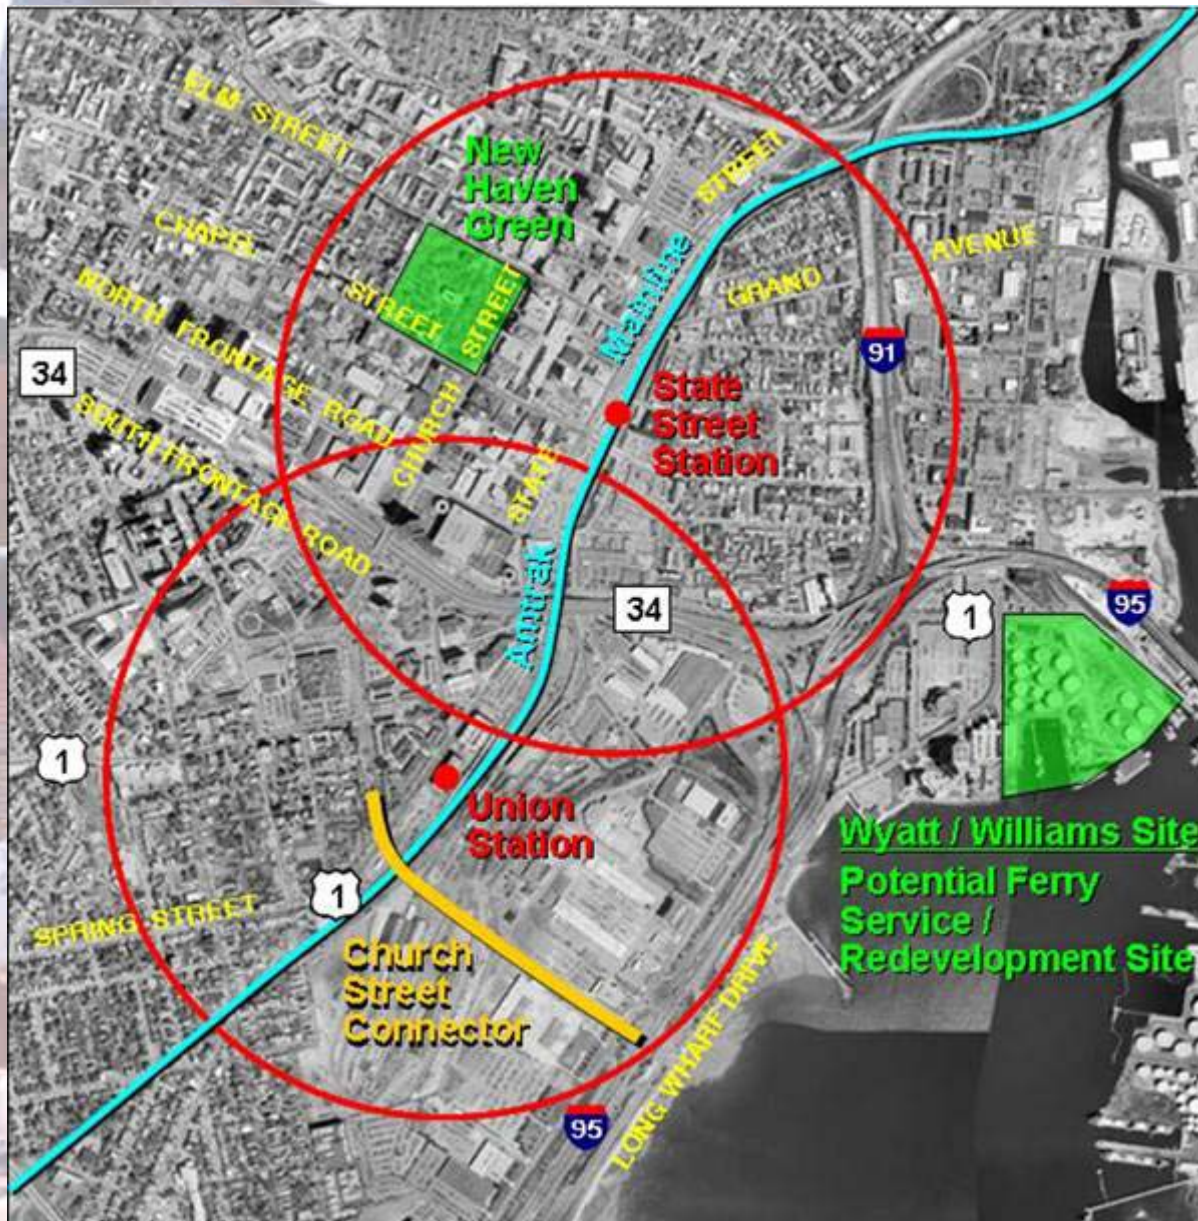 ELM STREET
New
Haven
Green
STREET
CHAPEL
STREET
STREET
AVENUE
GRAND
NORTH FRONTAGE ROAD
Mainline
91
34
State
Street
Station
CHURCH
SOUTH FRONTAGE ROAD
STATE
Amtrak
34
1
95
1
Union
Station
Wyatt / Williams Site
Potential Ferry
Service /
Redevelopment Site
1
SPRING STREET
Church
Street
Connector
LONG WHARF DRIVE
95